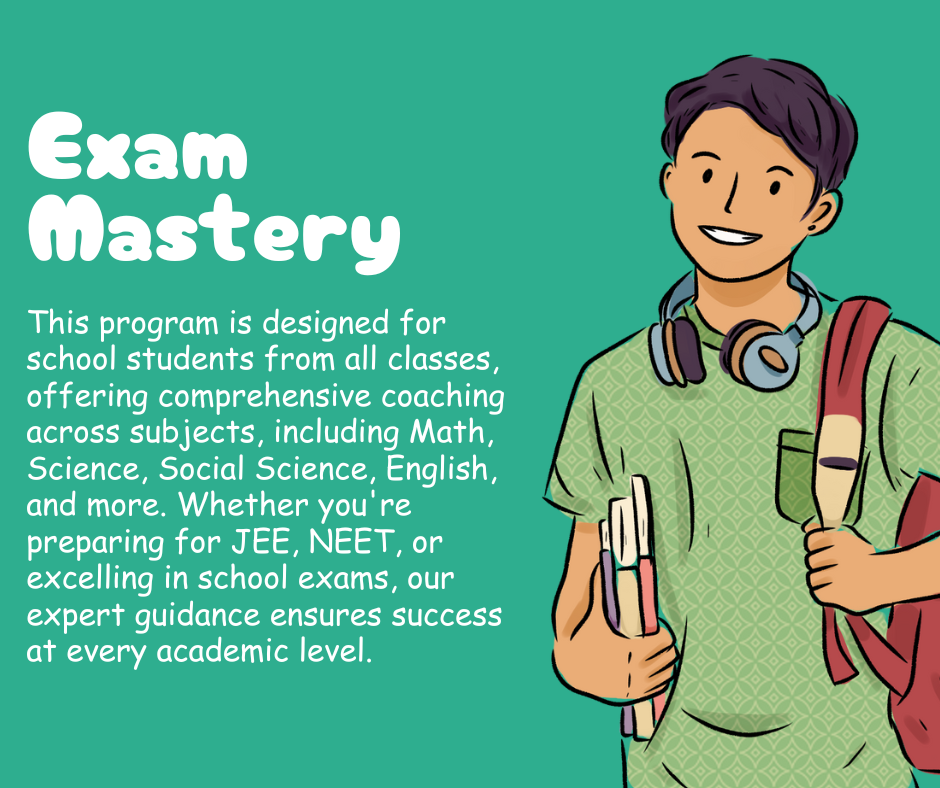 Exam
Mastery
This program is designed for
school students from all classes,
offering comprehensive coaching
across subjects, including Math,
Science, Social Science, English,
and more. Whether you're
preparing for JEE, NEET, or
excelling in school exams, our
expert guidance ensures success
at every academic level.